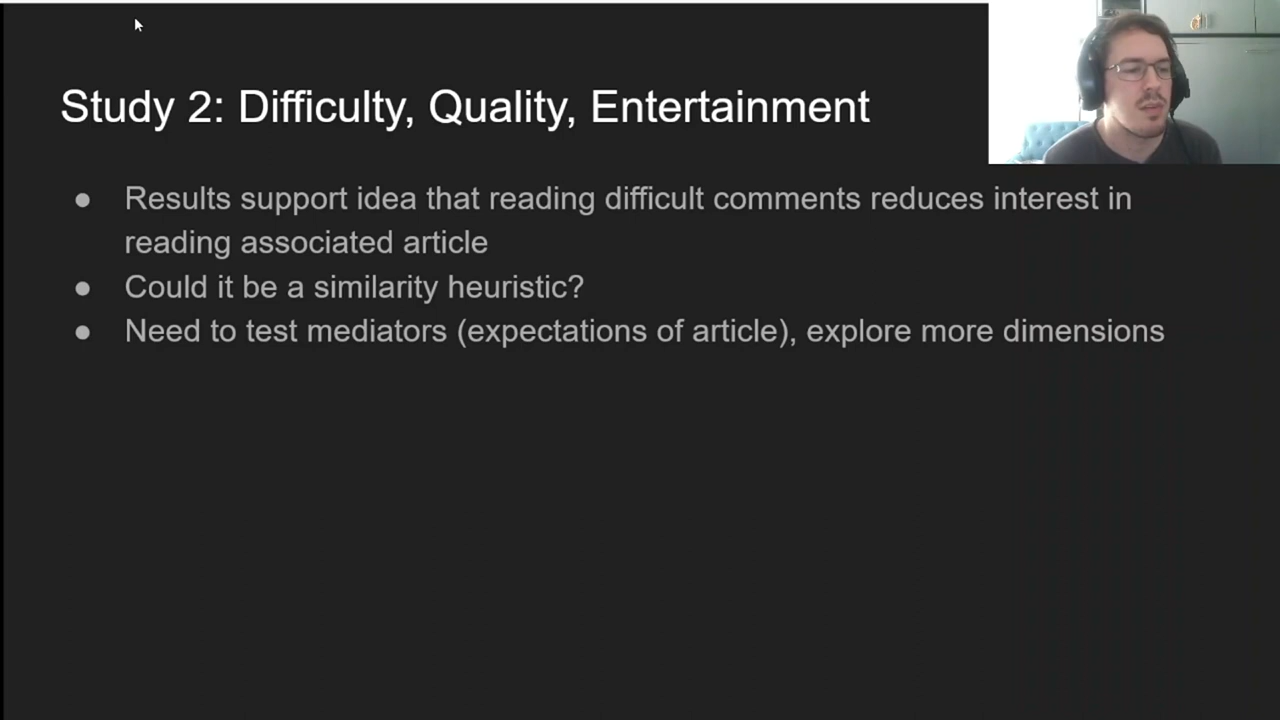 Study 2: Difficulty, Quality, Entertainment
● Results support idea that reading difficult comments reduces interest in
reading associated article
● Could it be a similarity heuristic?
● Need to test mediators (expectations of article), explore more dimensions